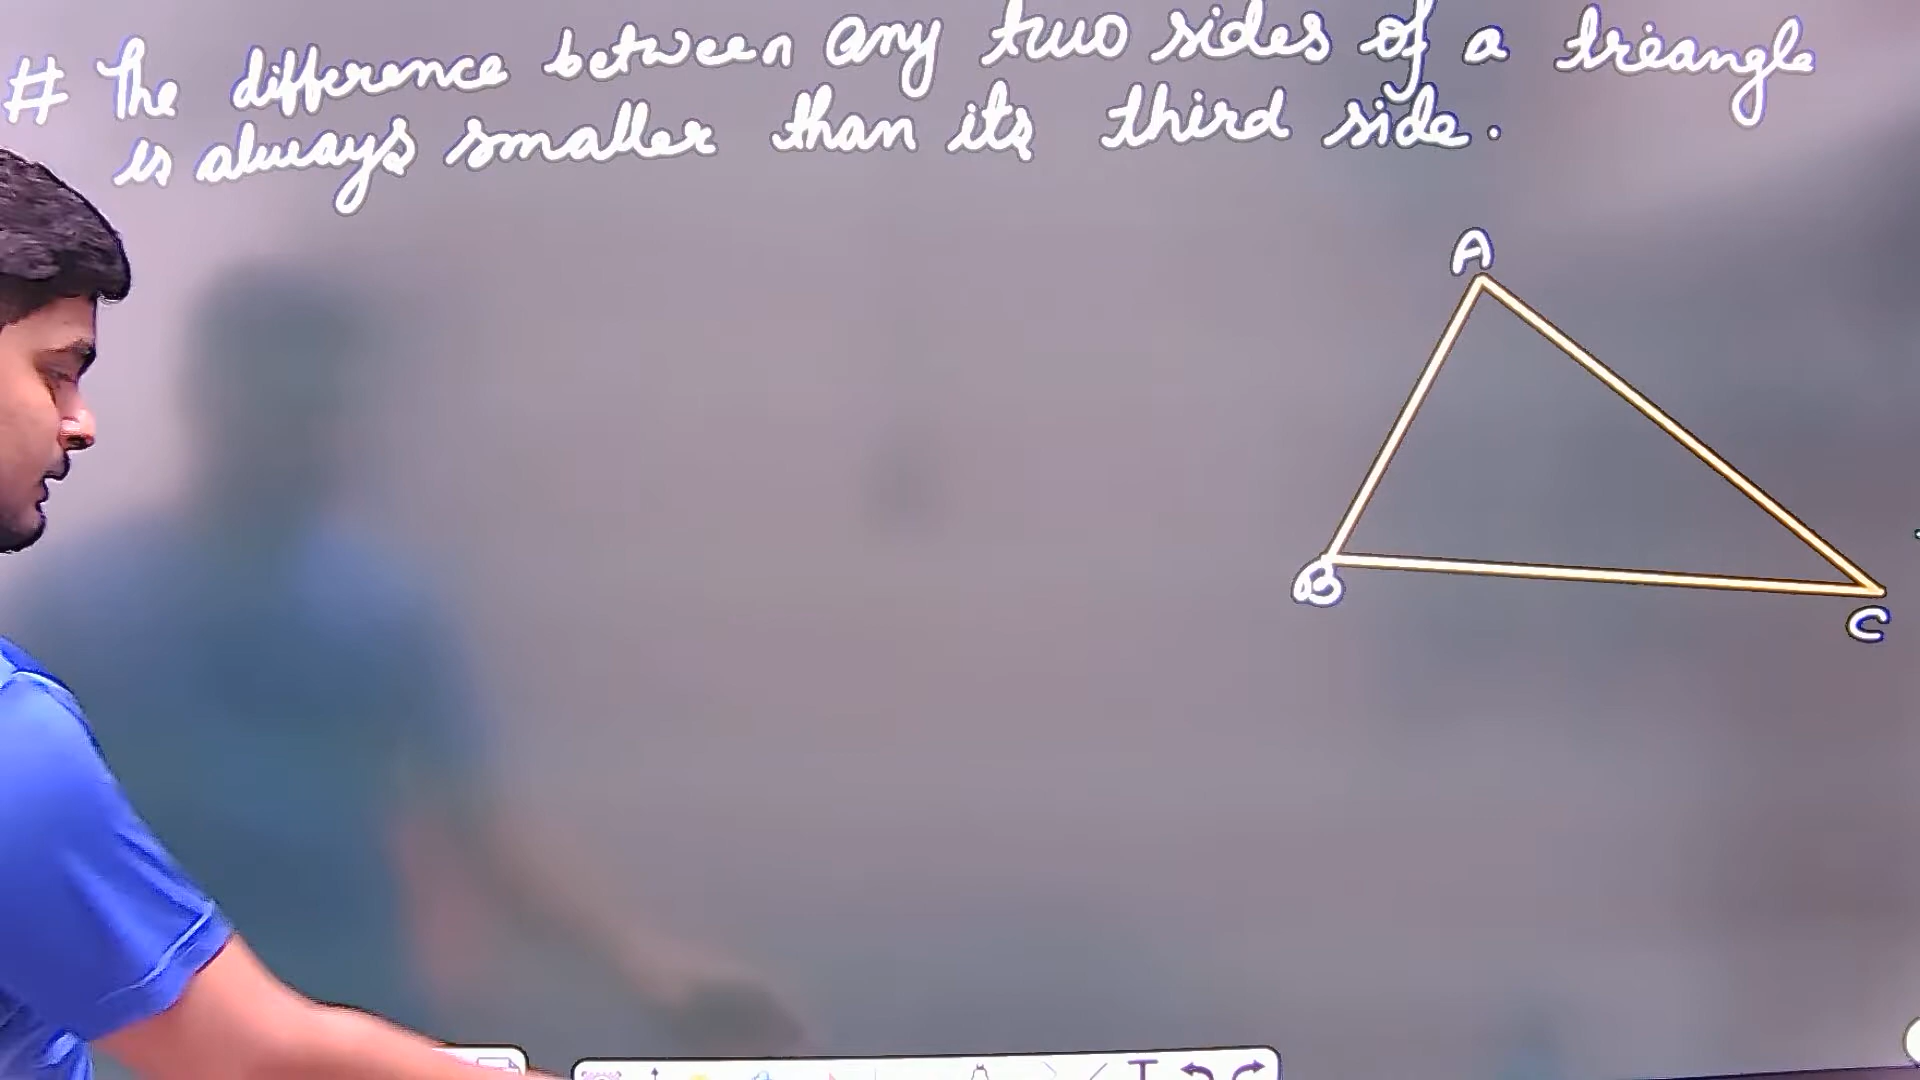 # The difference between any two sides of a triangle
is always smaller than its third side.
A
B
C
T